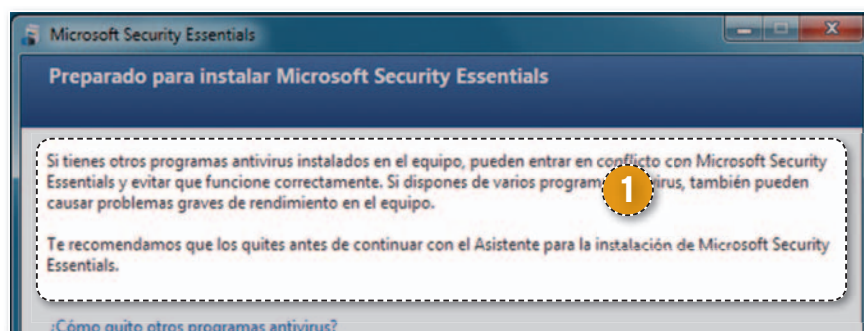 Microsoft Security Essentials
Preparado para instalar Microsoft Security Essentials
Si tienes otros programas antivirus instalados en el equipo, pueden entrar en conflicto con Microsoft Security
Essentials y evitar que funcione correctamente. Si dispones de varios también pueden
causar problemas graves de rendimiento en el equipo.
Te recomendamos que los quites antes de continuar con el Asistente para la instalación de Microsoft Security
Essentials.
1
¿Cómo quito otros programas antivirus?